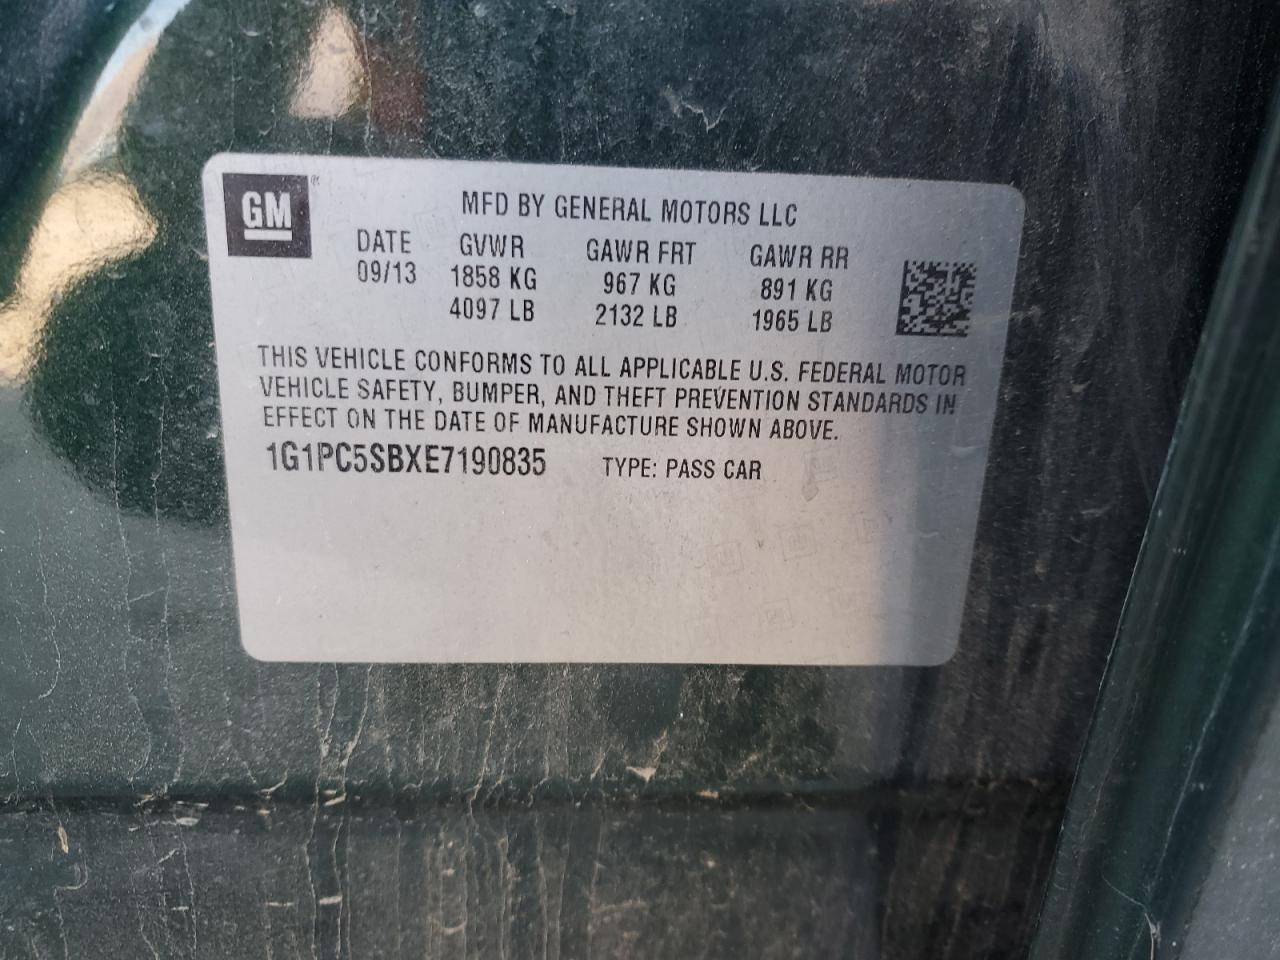 GM®
MFD BY GENERAL MOTORS LLC
DATE GVWR GAWR FRT GAWR RR
09/13 1858 KG 967 KG 891 KG
4097 LB 2132 LB 1965 LB
THIS VEHICLE CONFORMS TO ALL APPLICABLE U.S. FEDERAL MOTOR
VEHICLE SAFETY, BUMPER, AND THEFT PREVENTION STANDARDS IN
EFFECT ON THE DATE OF MANUFACTURE SHOWN ABOVE.
1G1PC5SBXE7190835 TYPE: PASS CAR